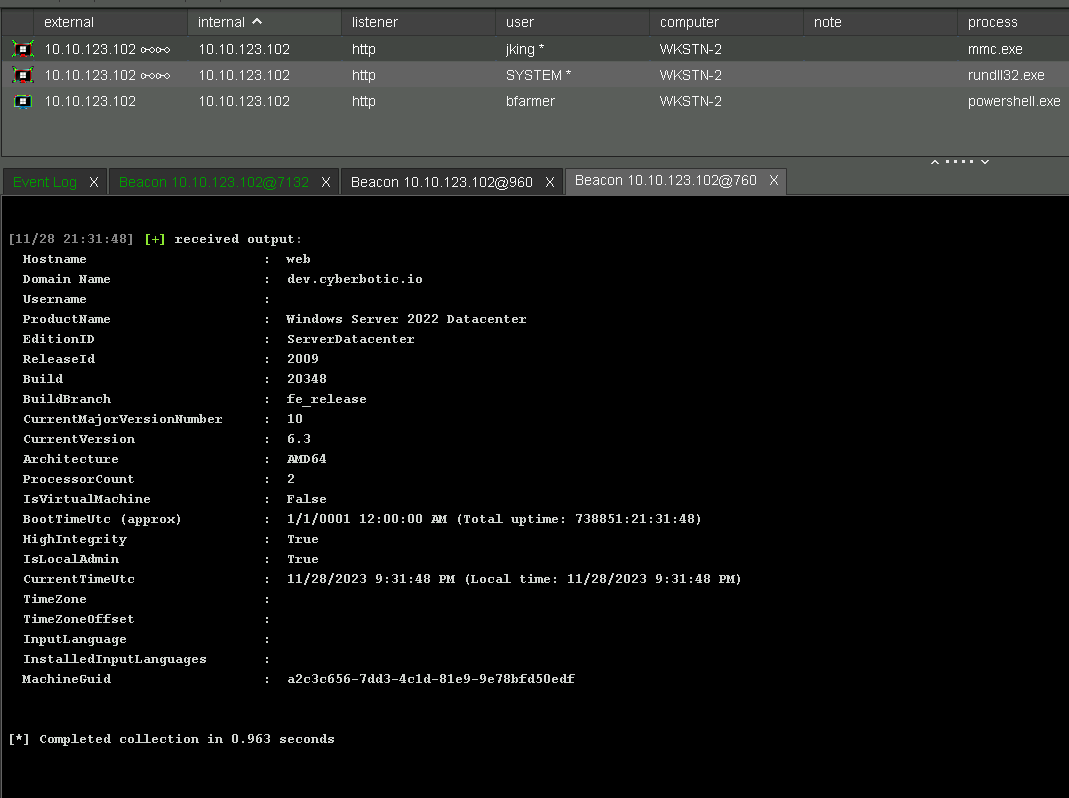 external internal listener user computer note process
10.10.123.102 10.10.123.102 http jking * WKSTN-2 mmc.exe
10.10.123.102 10.10.123.102 http SYSTEM * WKSTN-2 rundll32.exe
10.10.123.102 10.10.123.102 http bfarmer WKSTN-2 powershell.exe
Event Log X Beacon 10.10.123.102@7132 X Beacon 10.10.123.102@960 X Beacon 10.10.123.102@760 X
[11/28 21:31:48] [+] received output:
Hostname : web
Domain Name : dev.cyberbotic.io
Username :
ProductName : Windows Server 2022 Datacenter
EditionID : ServerDatacenter
ReleaseId : 2009
Build : 20348
BuildBranch : fe_release
CurrentMajorVersionNumber : 10
CurrentVersion : 6.3
Architecture : AMD64
ProcessorCount : 2
IsVirtualMachine : False
BootTimeUtc (approx) : 1/1/0001 12:00:00 AM (Total uptime: 738851:21:31:48)
HighIntegrity : True
IsLocalAdmin : True
CurrentTimeUtc : 11/28/2023 9:31:48 PM (Local time: 11/28/2023 9:31:48 PM)
TimeZone :
TimeZoneOffset :
InputLanguage :
InstalledInputLanguages :
MachineGuid : a2c3c656-7dd3-4c1d-81e9-9e78bfd50edf
[*] Completed collection in 0.963 seconds